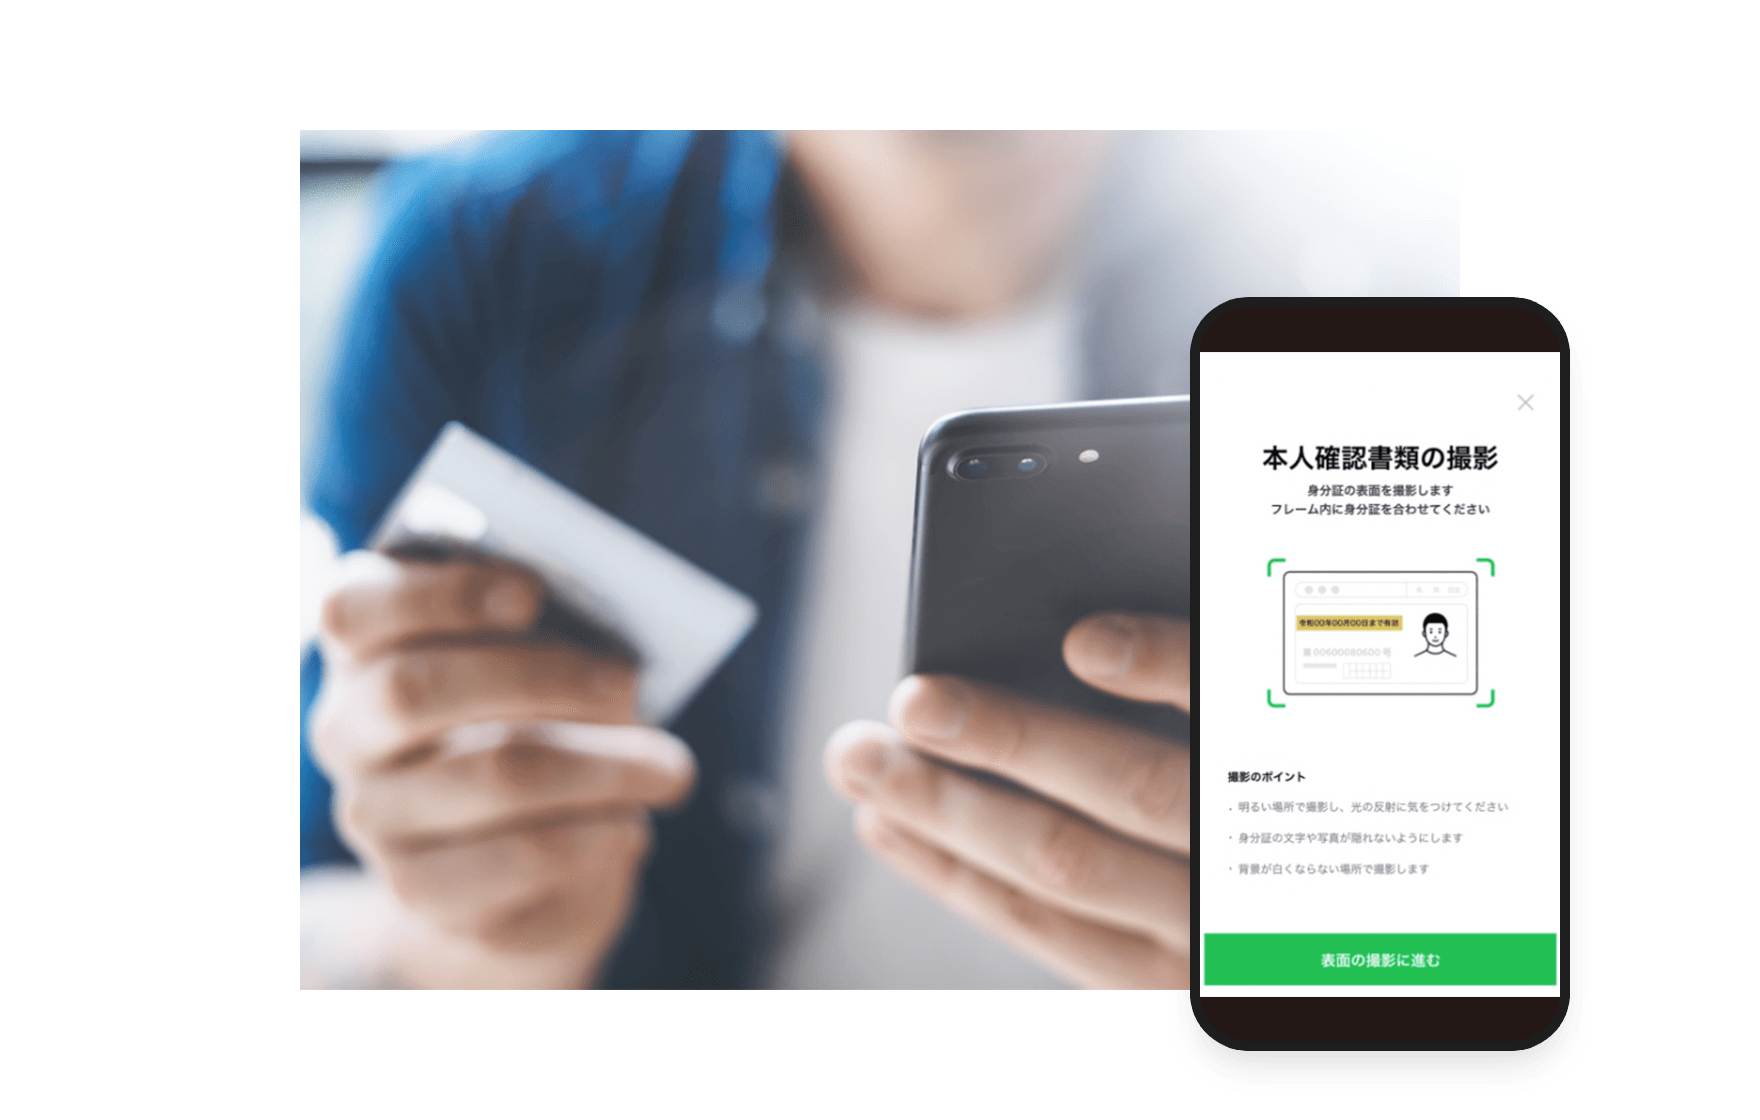 本人確認書類の撮影
身分証の表面を撮影します
フレーム内に身分証を合わせてください
年 月
令和00年00月00日まで有効
第 00600080600 号
撮影のポイント
・明るい場所で撮影し、光の反射に気をつけてください
・身分証の文字や写真が隠れないようにします
・背景が白くならない場所で撮影します
表面の撮影に進む